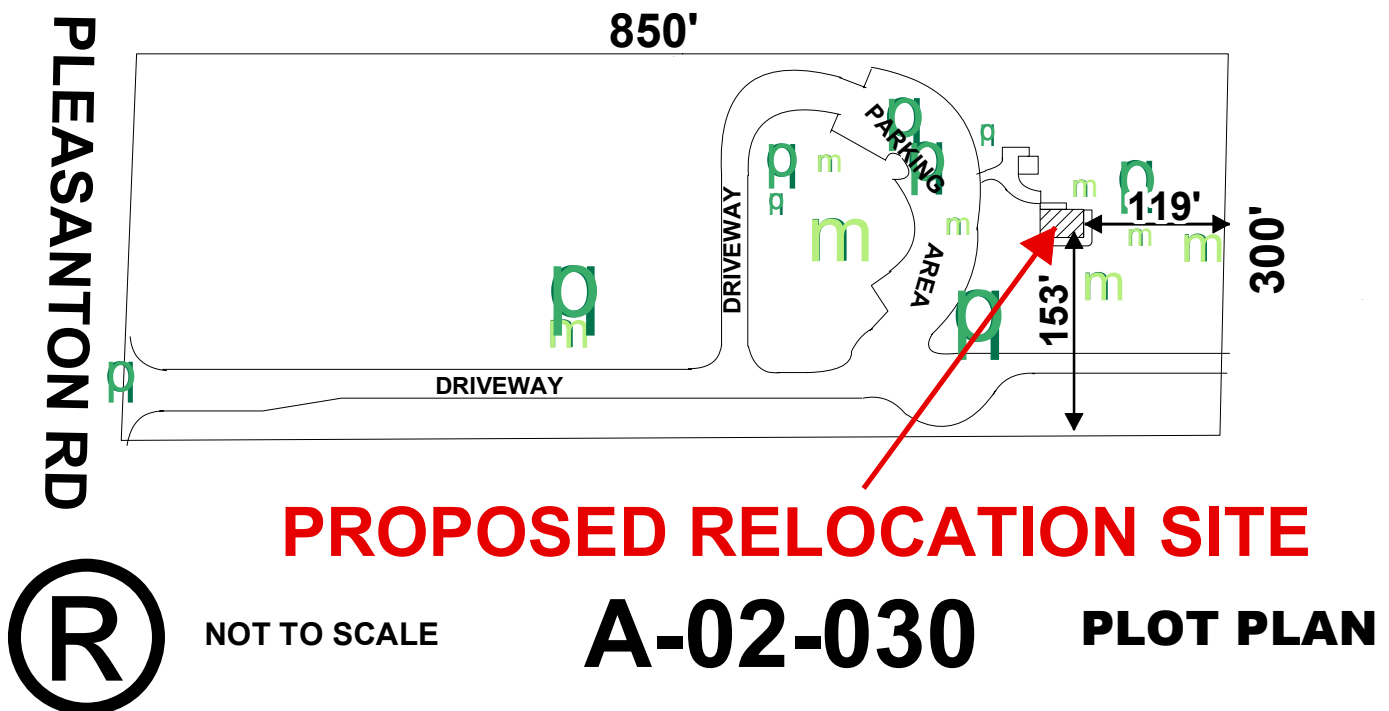 850'
PLEASANTON RD
PARKING
AREA
DRIVEWAY
DRIVEWAY
119'
300'
153'
q
q
q
m
q
q
m
q
m
q
m
m
m
m
q
m
q
q
m
PROPOSED RELOCATION SITE
R
NOT TO SCALE
A-02-030
PLOT PLAN